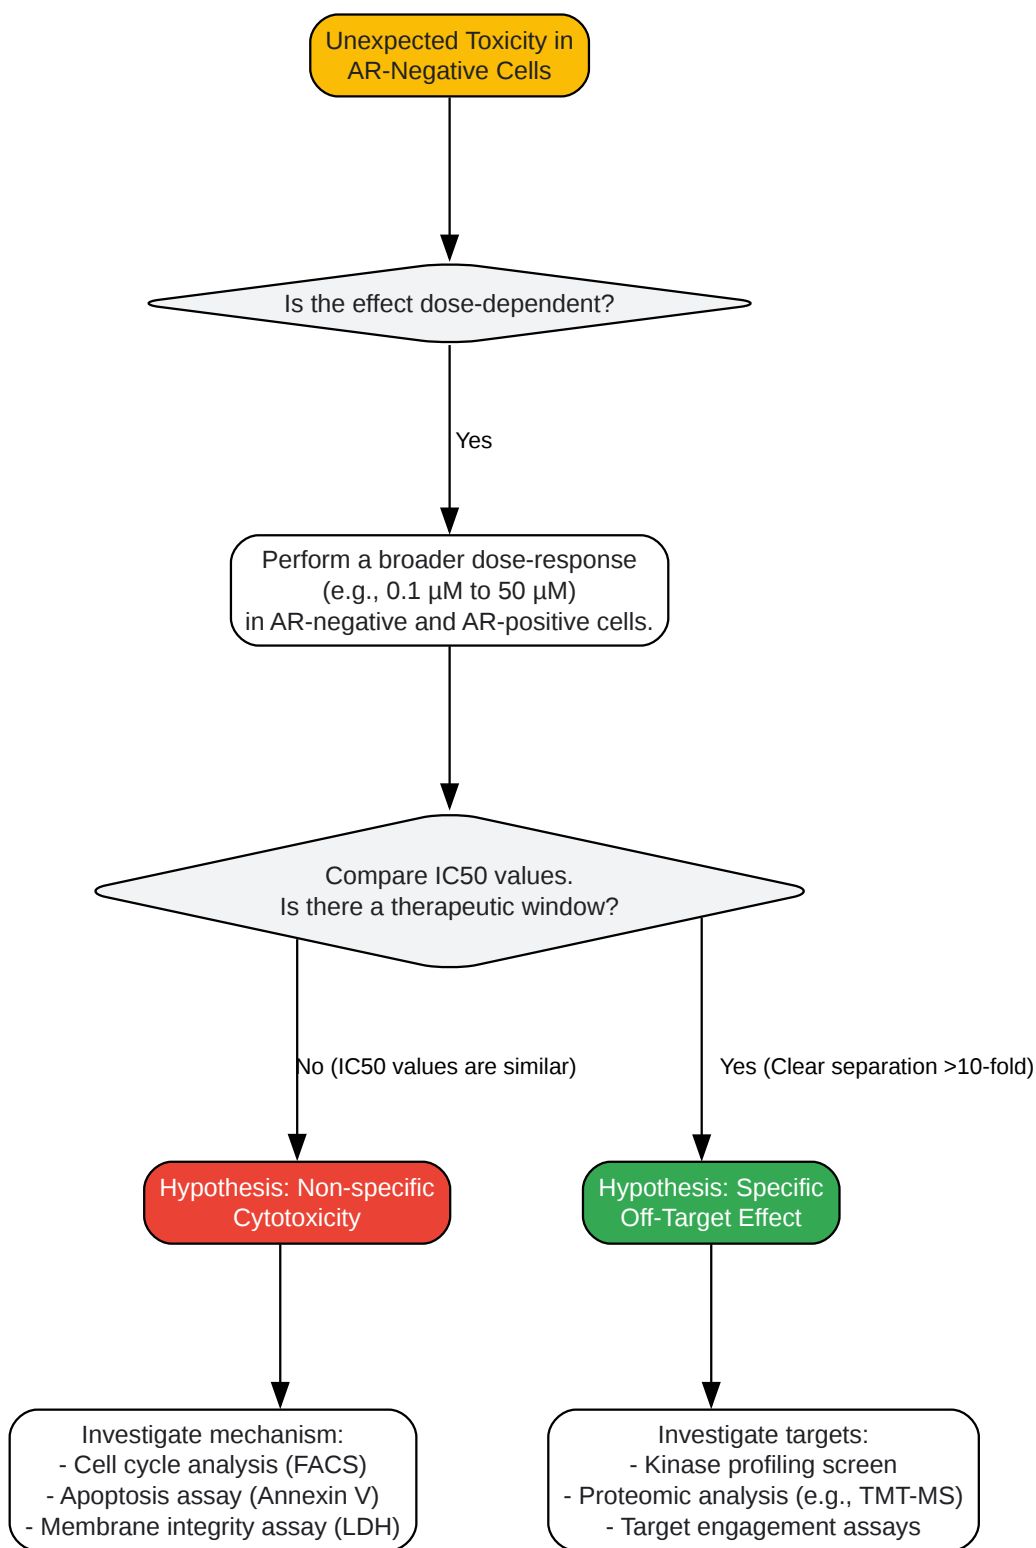 Unexpected Toxicity in
AR-Negative Cells
Is the effect dose-dependent?
Yes
Perform a broader dose-response
(e.g., 0.1 µM to 50 µM)
in AR-negative and AR-positive cells.
Compare IC50 values.
Is there a therapeutic window?
No (IC50 values are similar)
Yes (Clear separation >10-fold)
Hypothesis: Non-specific
Cytotoxicity
Hypothesis: Specific
Off-Target Effect
Investigate mechanism:
- Cell cycle analysis (FACS)
- Apoptosis assay (Annexin V)
- Membrane integrity assay (LDH)
Investigate targets:
- Kinase profiling screen
- Proteomic analysis (e.g., TMT-MS)
- Target engagement assays